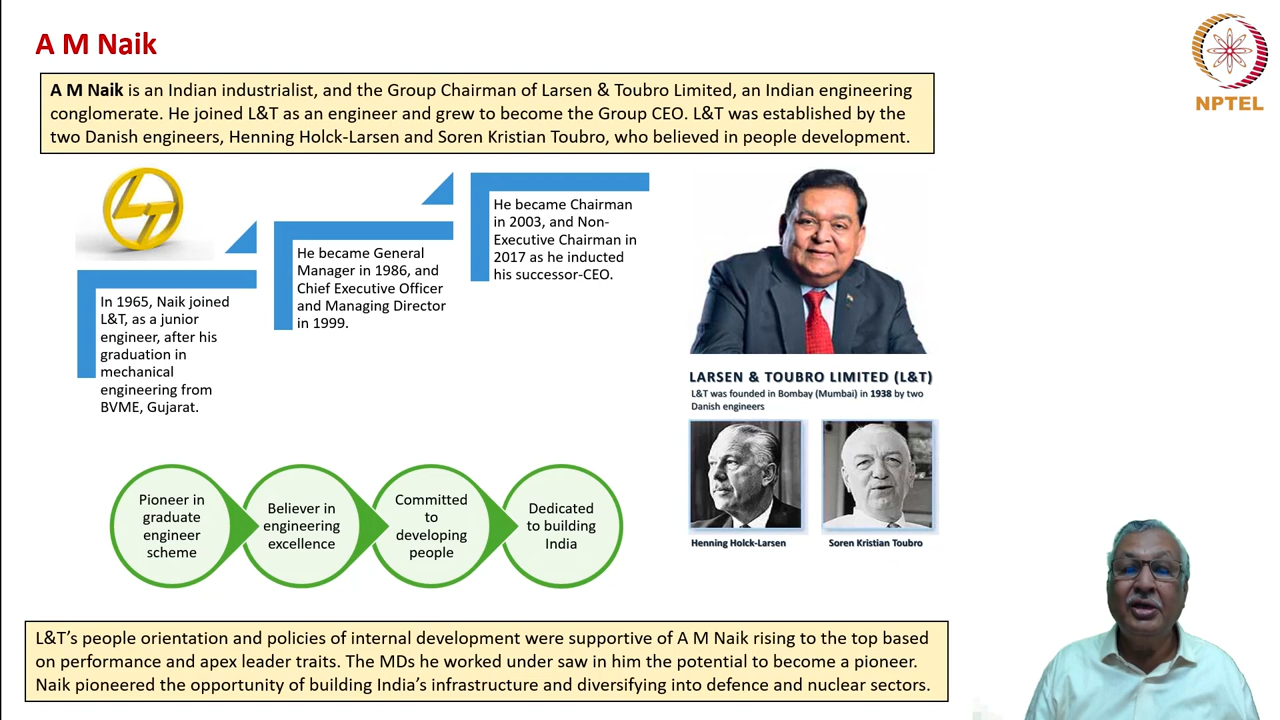 A M Naik
NPTEL
A M Naik is an Indian industrialist, and the Group Chairman of Larsen & Toubro Limited, an Indian engineering
conglomerate. He joined L&T as an engineer and grew to become the Group CEO. L&T was established by the
two Danish engineers, Henning Holck-Larsen and Soren Kristian Toubro, who believed in people development.
In 1965, Naik joined
L&T, as a junior
engineer, after his
graduation in
mechanical
engineering from
BVME, Gujarat.
He became General
Manager in 1986, and
Chief Executive Officer
and Managing Director
in 1999.
He became Chairman
in 2003, and Non-
Executive Chairman in
2017 as he inducted
his successor-CEO.
LARSEN & TOUBRO LIMITED (L&T)
L&T was founded in Bombay (Mumbai) in 1938 by two
Danish engineers
Henning Holck-Larsen
Soren Kristian Toubro
Pioneer in
graduate
engineer
scheme
Believer in
engineering
excellence
Committed
to
developing
people
Dedicated
to building
India
L&T's people orientation and policies of internal development were supportive of A M Naik rising to the top based
on performance and apex leader traits. The MDs he worked under saw in him the potential to become a pioneer.
Naik pioneered the opportunity of building India's infrastructure and diversifying into defence and nuclear sectors.